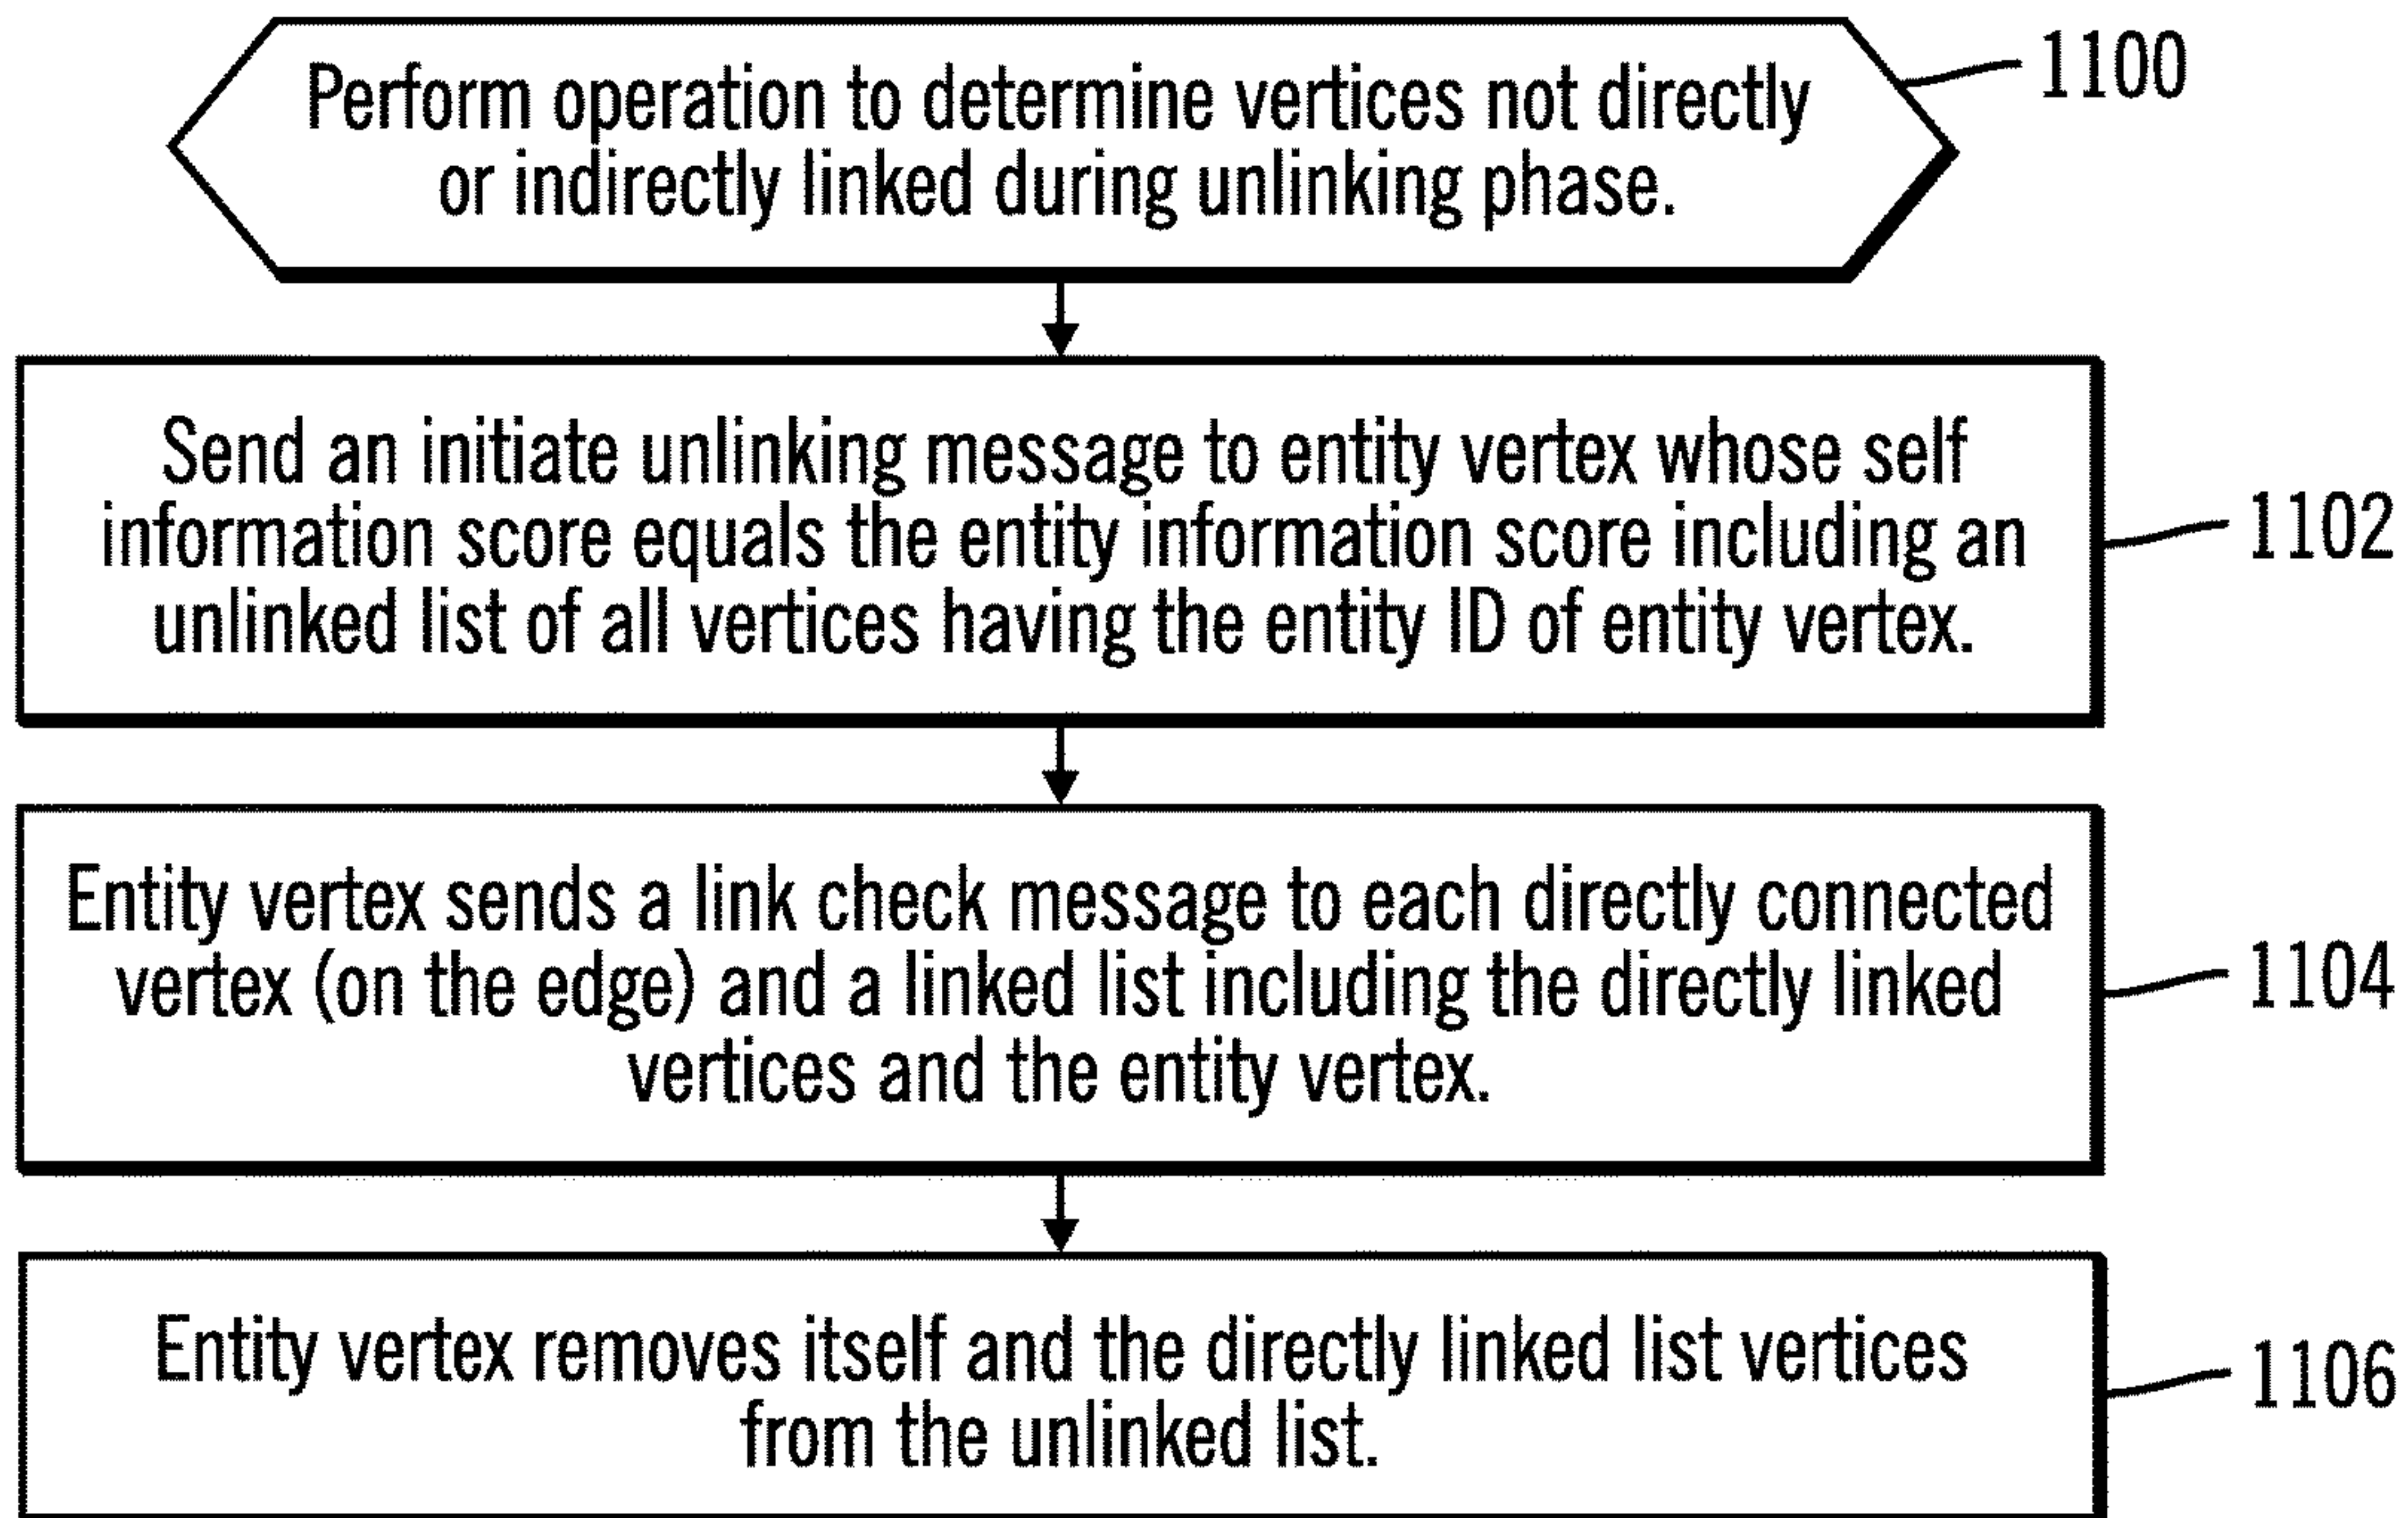 Perform operation to determine vertices not directly
or indirectly linked during unlinking phase.
1100
Send an initiate unlinking message to entity vertex whose self
information score equals the entity information score including an
unlinked list of all vertices having the entity ID of entity vertex.
1102
Entity vertex sends a link check message to each directly connected
vertex (on the edge) and a linked list including the directly linked
vertices and the entity vertex.
1104
Entity vertex removes itself and the directly linked list vertices
from the unlinked list.
1106